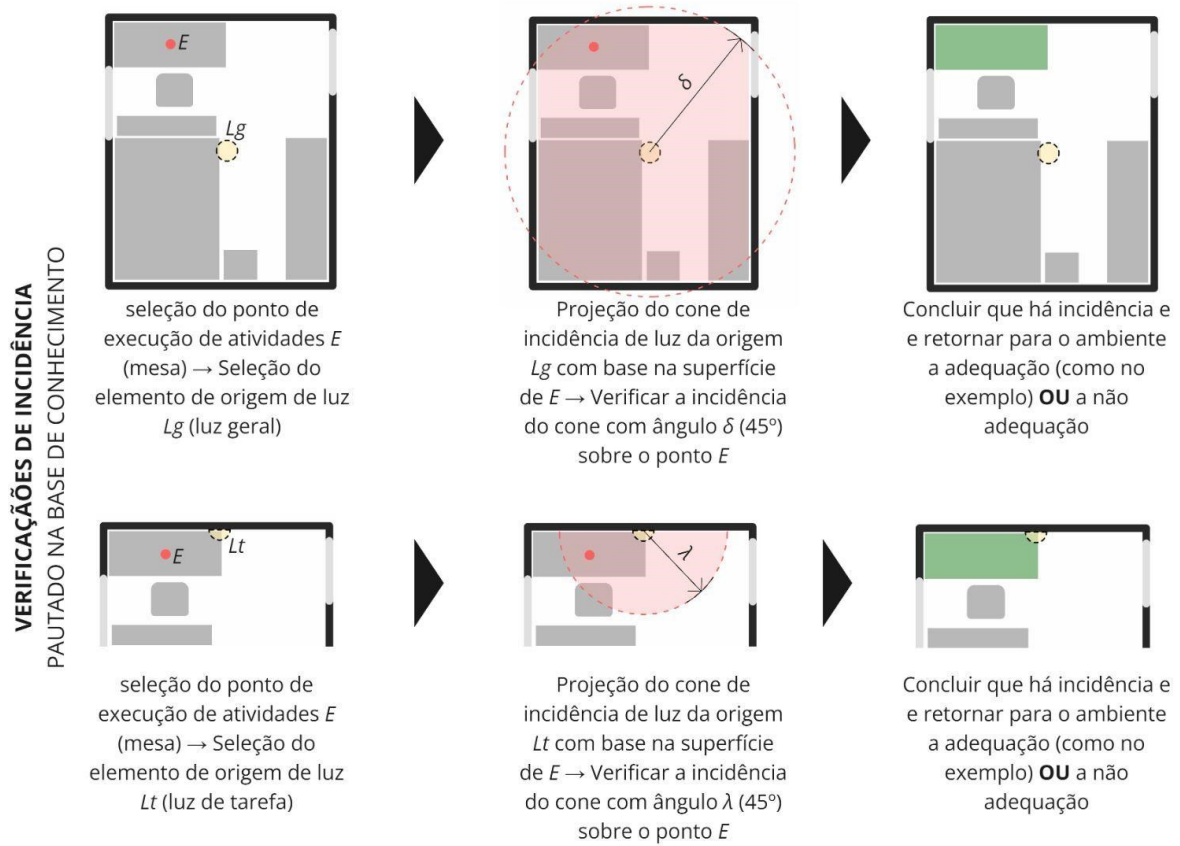 VERIFICAÇÃÕES DE INCIDÊNCIA
PAUTADO NA BASE DE CONHECIMENTO
E
Lg
δ
seleção do ponto de
execução de atividades E
(mesa) → Seleção do
elemento de origem de luz
Lg (luz geral)
Projeção do cone de
incidência de luz da origem
Lg com base na superfície
de E → Verificar a incidência
do cone com ângulo δ (45º)
sobre o ponto E
Concluir que há incidência e
e retornar para o ambiente
a adequação (como no
exemplo) OU a não
adequação
E
Lt
λ
seleção do ponto de
execução de atividades E
(mesa) → Seleção do
elemento de origem de luz
Lt (luz de tarefa)
Projeção do cone de
incidência de luz da origem
Lt com base na superfície
de E → Verificar a incidência
do cone com ângulo λ (45º)
sobre o ponto E
Concluir que há incidência e
e retornar para o ambiente
a adequação (como no
exemplo) OU a não
adequação